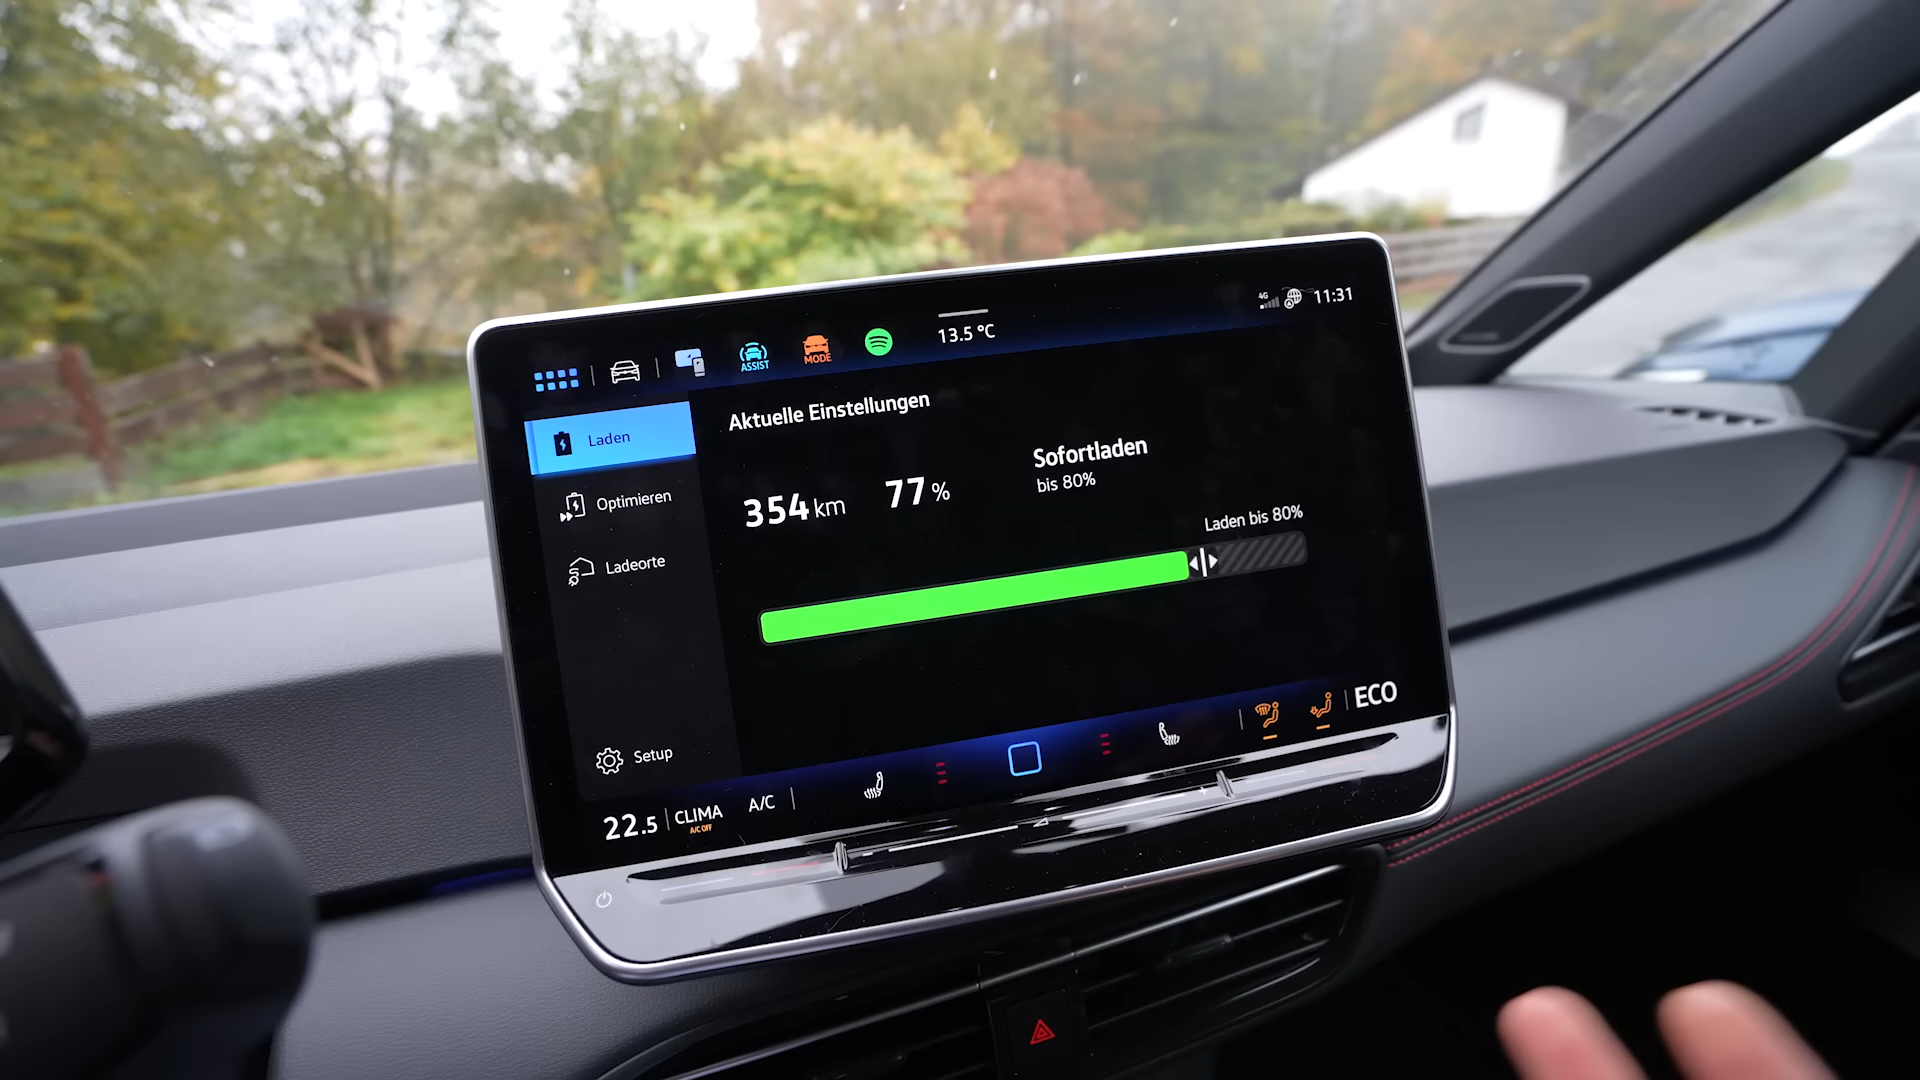 4G 11:31
ASSIST MODE 13.5 °C
Laden
Optimieren
Ladeorte
Setup
Aktuelle Einstellungen
354 km 77 %
Sofortladen
bis 80%
Laden bis 80%
22.5 CLIMA A/C ECO
A/C OFF